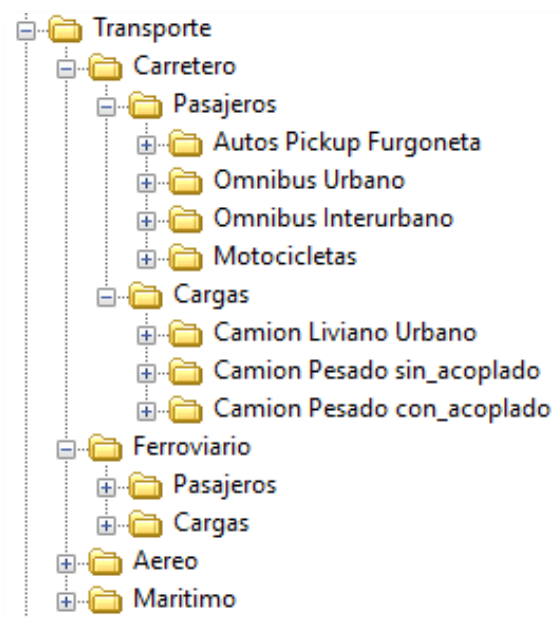 Transporte
Carretero
Pasajeros
Autos Pickup Furgoneta
Omnibus Urbano
Omnibus Interurbano
Motocicletas
Cargas
Camion Liviano Urbano
Camion Pesado sin_acoplado
Camion Pesado con_acoplado
Ferroviario
Pasajeros
Cargas
Aereo
Maritimo